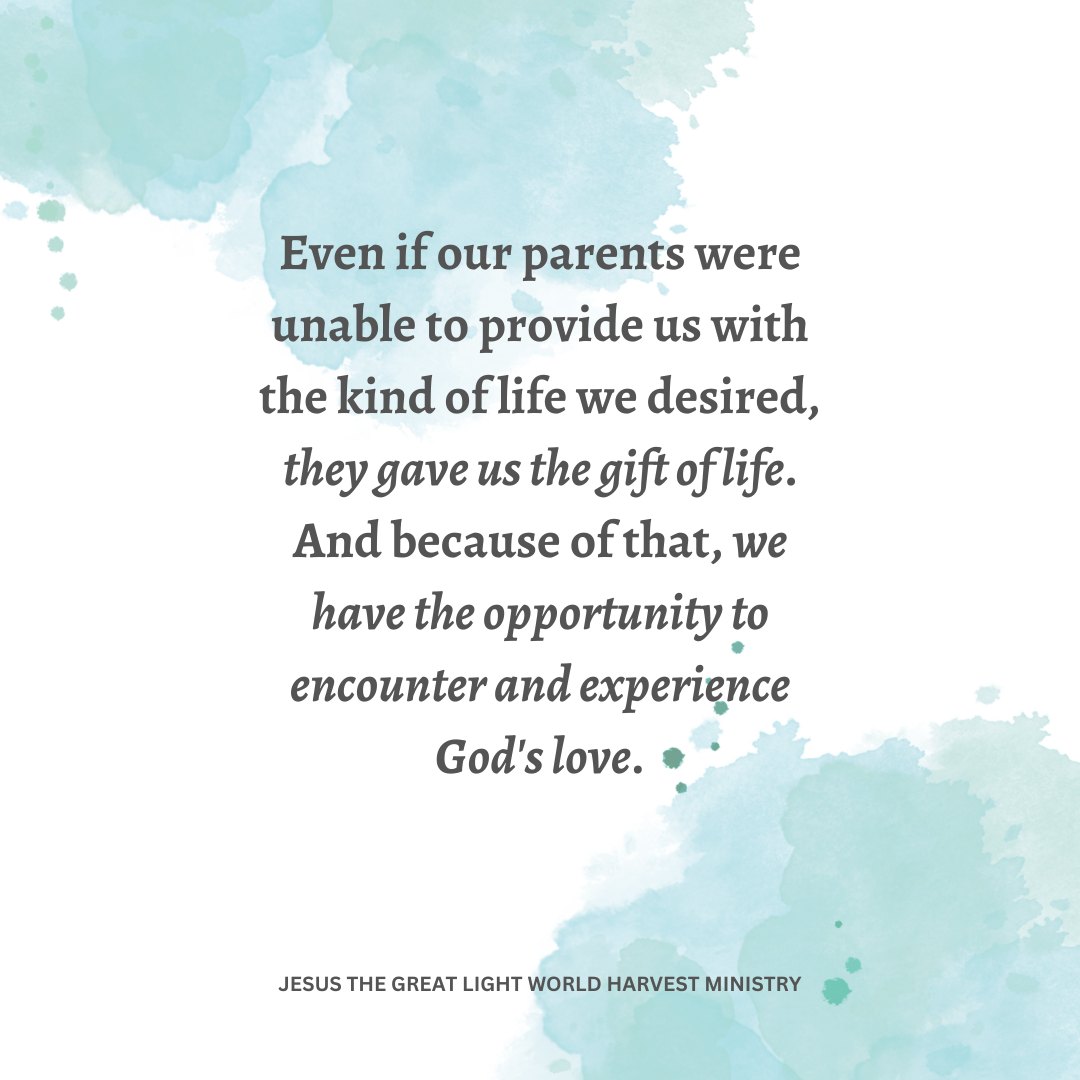 Even if our parents were
unable to provide us with
the kind of life we desired,
they gave us the gift of life.
And because of that, we
have the opportunity to
encounter and experience
God's love.
JESUS THE GREAT LIGHT WORLD HARVEST MINISTRY